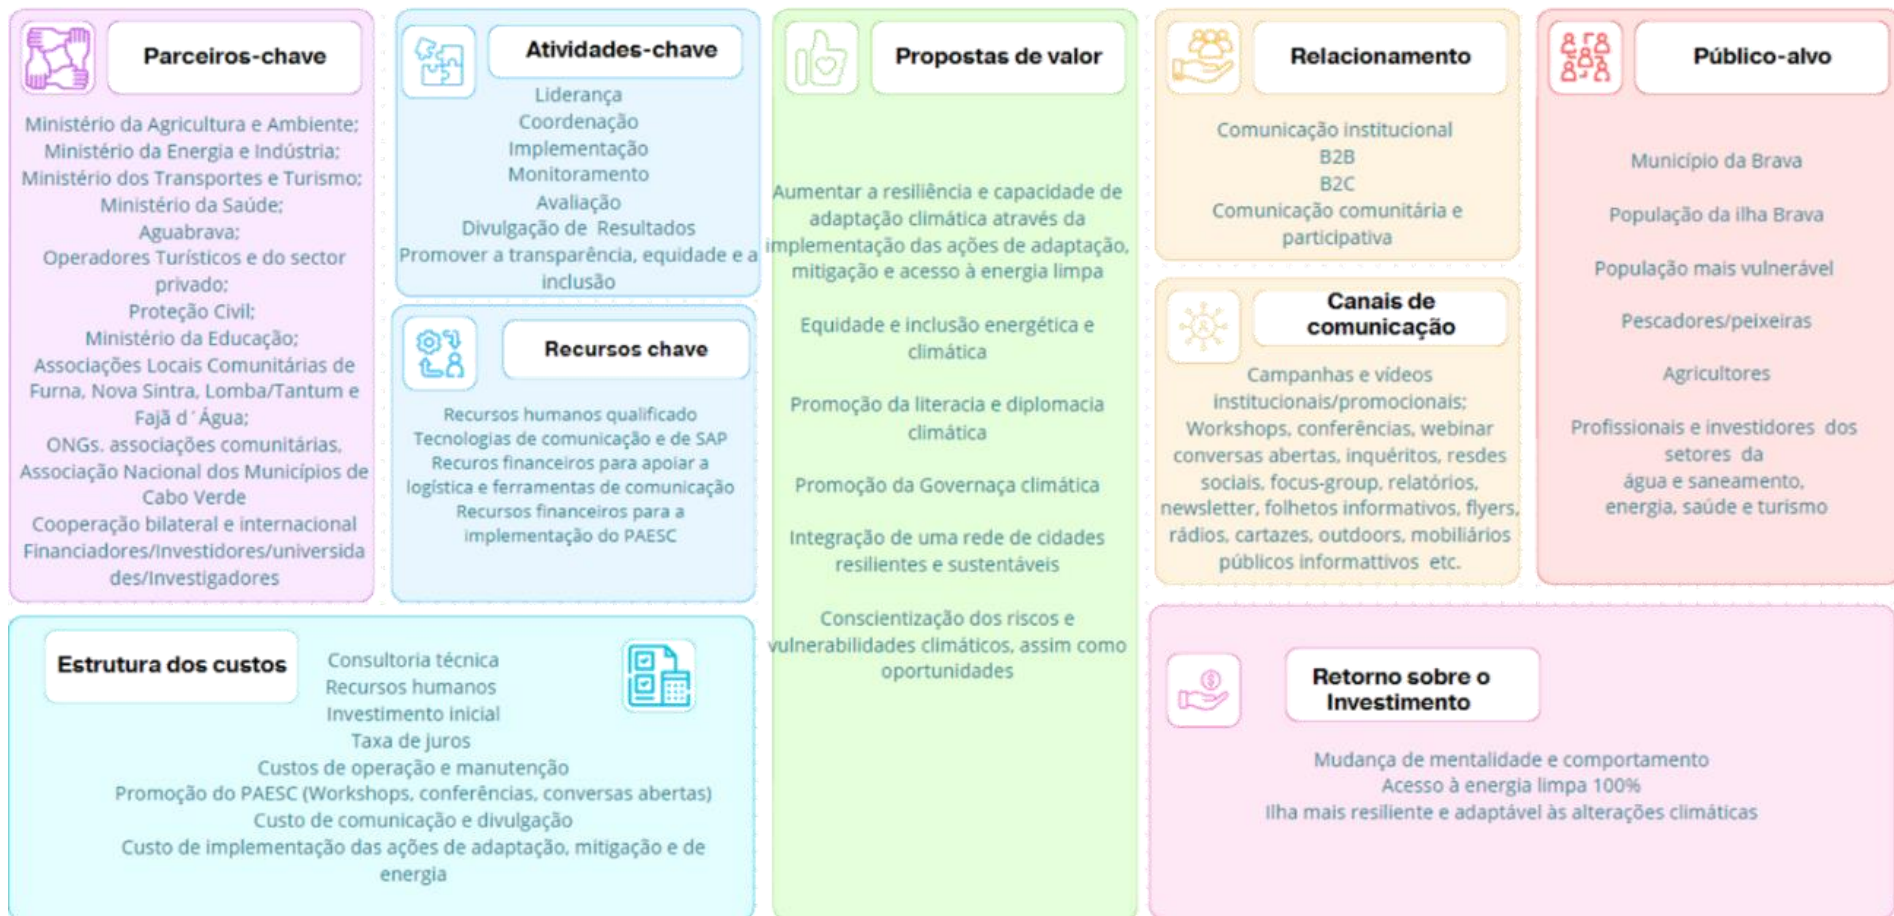 Parceiros-chave
Ministério da Agricultura e Ambiente;
Ministério da Energia e Indústria;
Ministério dos Transportes e Turismo;
Ministério da Saúde;
Aguabrava;
Operadores Turísticos e do sector
privado;
Proteção Civil;
Ministério da Educação;
Associações Locais Comunitárias de
Furna, Nova Sintra, Lomba/Tantum e
Fajã d´Água;
ONGs. associações comunitárias,
Associação Nacional dos Municípios de
Cabo Verde
Cooperação bilateral e internacional
Financiadores/Investidores/universida
des/Investigadores
Atividades-chave
Liderança
Coordenação
Implementação
Monitoramento
Avaliação
Divulgação de Resultados
Promover a transparência, equidade e a
inclusão
Recursos chave
Recursos humanos qualificado
Tecnologias de comunicação e de SAP
Recuros financeiros para apoiar a
logística e ferramentas de comunicação
Recursos financeiros para a
implementação do PAESC
Propostas de valor
Aumentar a resiliência e capacidade de
adaptação climática através da
implementação das ações de adaptação,
mitigação e acesso à energia limpa
Equidade e inclusão energética e
climática
Promoção da literacia e diplomacia
climática
Promoção da Governaça climática
Integração de uma rede de cidades
resilientes e sustentáveis
Conscientização dos riscos e
vulnerabilidades climáticos, assim como
oportunidades
Relacionamento
Comunicação institucional
B2B
B2C
Comunicação comunitária e
participativa
Canais de
comunicação
Campanhas e vídeos
institucionais/promocionais;
Workshops, conferências, webinar
conversas abertas, inquéritos, resdes
sociais, focus-group, relatórios,
newsletter, folhetos informativos, flyers,
rádios, cartazes, outdoors, mobiliários
públicos informattivos etc.
Público-alvo
Município da Brava
População da ilha Brava
População mais vulnerável
Pescadores/peixeiras
Agricultores
Profissionais e investidores dos
setores da
água e saneamento,
energia, saúde e turismo
Estrutura dos custos
Consultoria técnica
Recursos humanos
Investimento inicial
Taxa de juros
Custos de operação e manutenção
Promoção do PAESC (Workshops, conferências, conversas abertas)
Custo de comunicação e divulgação
Custo de implementação das ações de adaptação, mitigação e de
energia
Retorno sobre o
Investimento
Mudança de mentalidade e comportamento
Acesso à energia limpa 100%
Ilha mais resiliente e adaptável às alterações climáticas